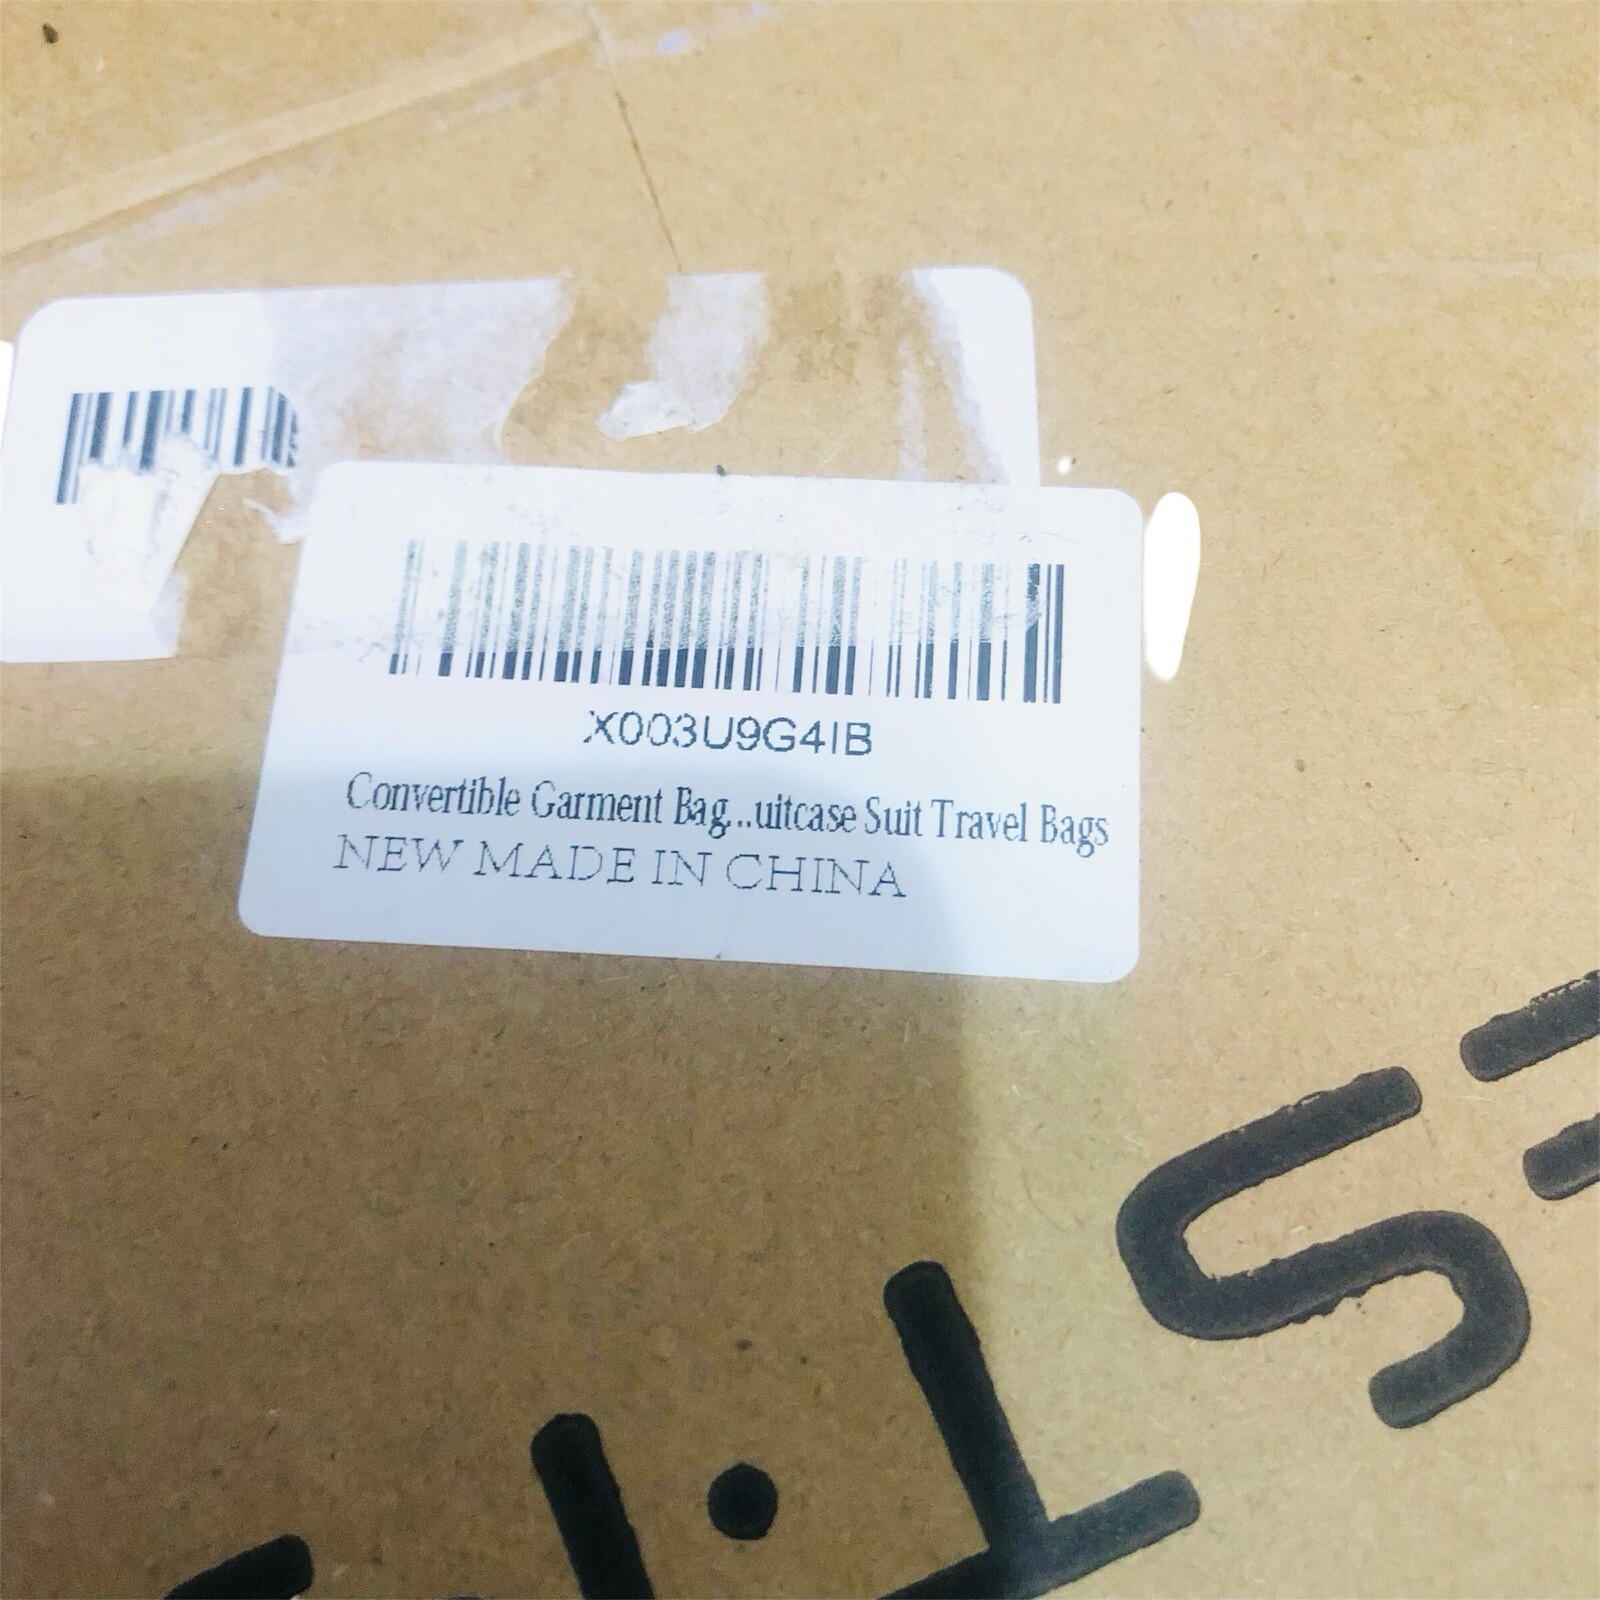 X003U9G4IB
Convertible Garment Bag...uitcase Suit Travel Bags
NEW MADE IN CHINA